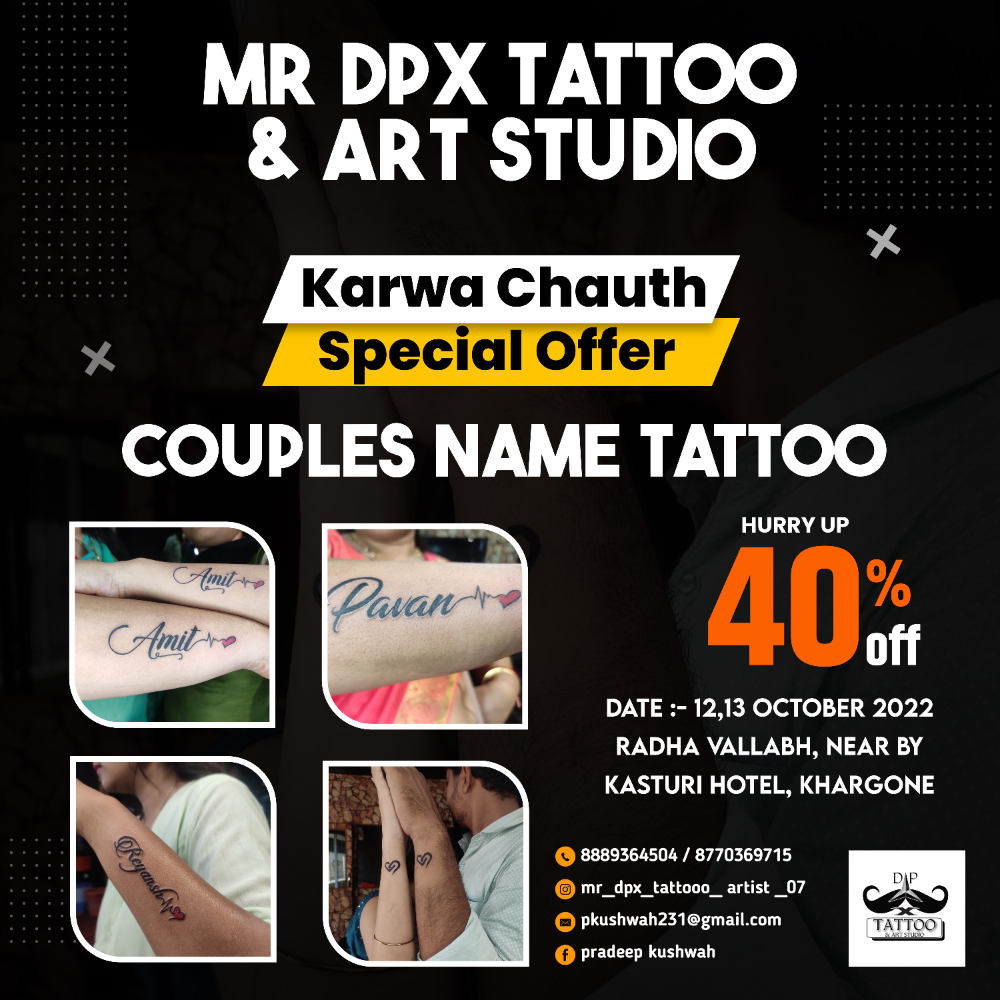 MR DPX TATTOO
& ART STUDIO
Karwa Chauth
Special Offer
COUPLES NAME TATTOO
Amit
Amit
Pavan
Reyansh
HURRY UP
40%
off
DATE :- 12,13 OCTOBER 2022
RADHA VALLABH, NEAR BY
KASTURI HOTEL, KHARGONE
8889364504 / 8770369715
mr_dpx_tattooo_ artist _07
pkushwah231@gmail.com
pradeep kushwah
DP
X
TATTOO
& ART STUDIO